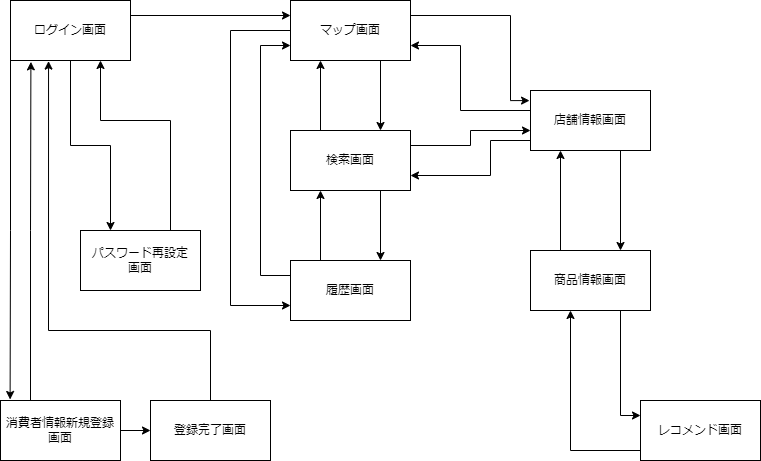 ログイン画面
マップ画面
店舗情報画面
検索画面
パスワード再設定
画面
履歴画面
商品情報画面
消費者情報新規登録
画面
登録完了画面
レコメンド画面